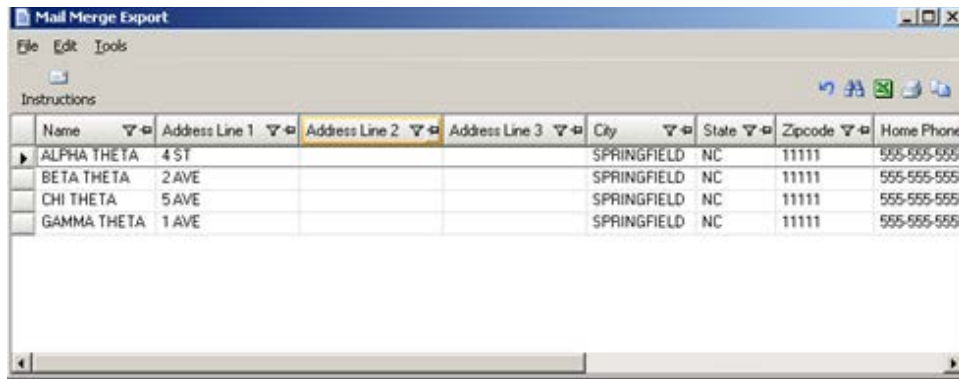 Mail Merge Export
File Edit Tools
Instructions
Name Address Line 1 Address Line 2 Address Line 3 City State Zipcode Home Phone
ALPHA THETA 4 ST SPRINGFIELD NC 11111 555-555-555
BETA THETA 2 AVE SPRINGFIELD NC 11111 555-555-555
CHI THETA 5 AVE SPRINGFIELD NC 11111 555-555-555
GAMMA THETA 1 AVE SPRINGFIELD NC 11111 555-555-555